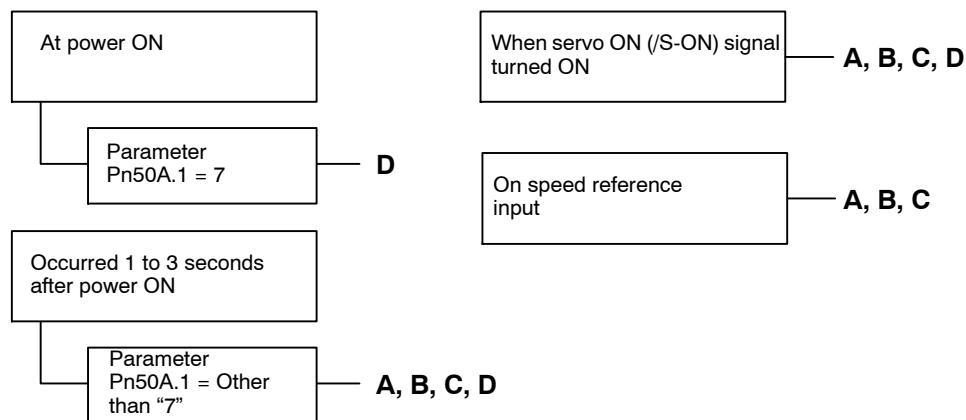 At power ON
Parameter
Pn50A.1 = 7
D
Occurred 1 to 3 seconds
after power ON
Parameter
Pn50A.1 = Other
than “7”
A, B, C, D
When servo ON (/S-ON) signal
turned ON
A, B, C, D
On speed reference
input
A, B, C